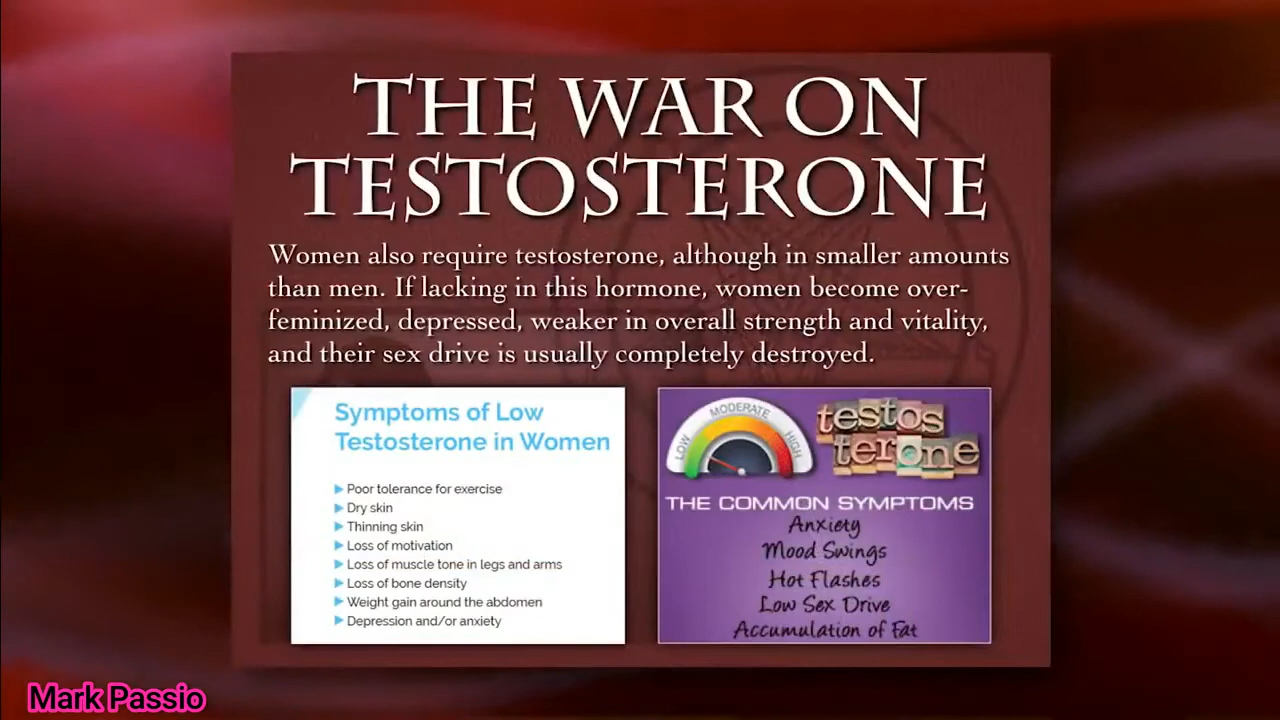 THE WAR ON
TESTOSTERONE
Women also require testosterone, although in smaller amounts
than men. If lacking in this hormone, women become over-
feminized, depressed, weaker in overall strength and vitality,
and their sex drive is usually completely destroyed.
Symptoms of Low
Testosterone in Women
Poor tolerance for exercise
Dry skin
Thinning skin
Loss of motivation
Loss of muscle tone in legs and arms
Loss of bone density
Weight gain around the abdomen
Depression and/or anxiety
LOW MODERATE HIGH
testos
terone
THE COMMON SYMPTOMS
Anxiety
Mood Swings
Hot Flashes
Low Sex Drive
Accumulation of Fat
Mark Passio